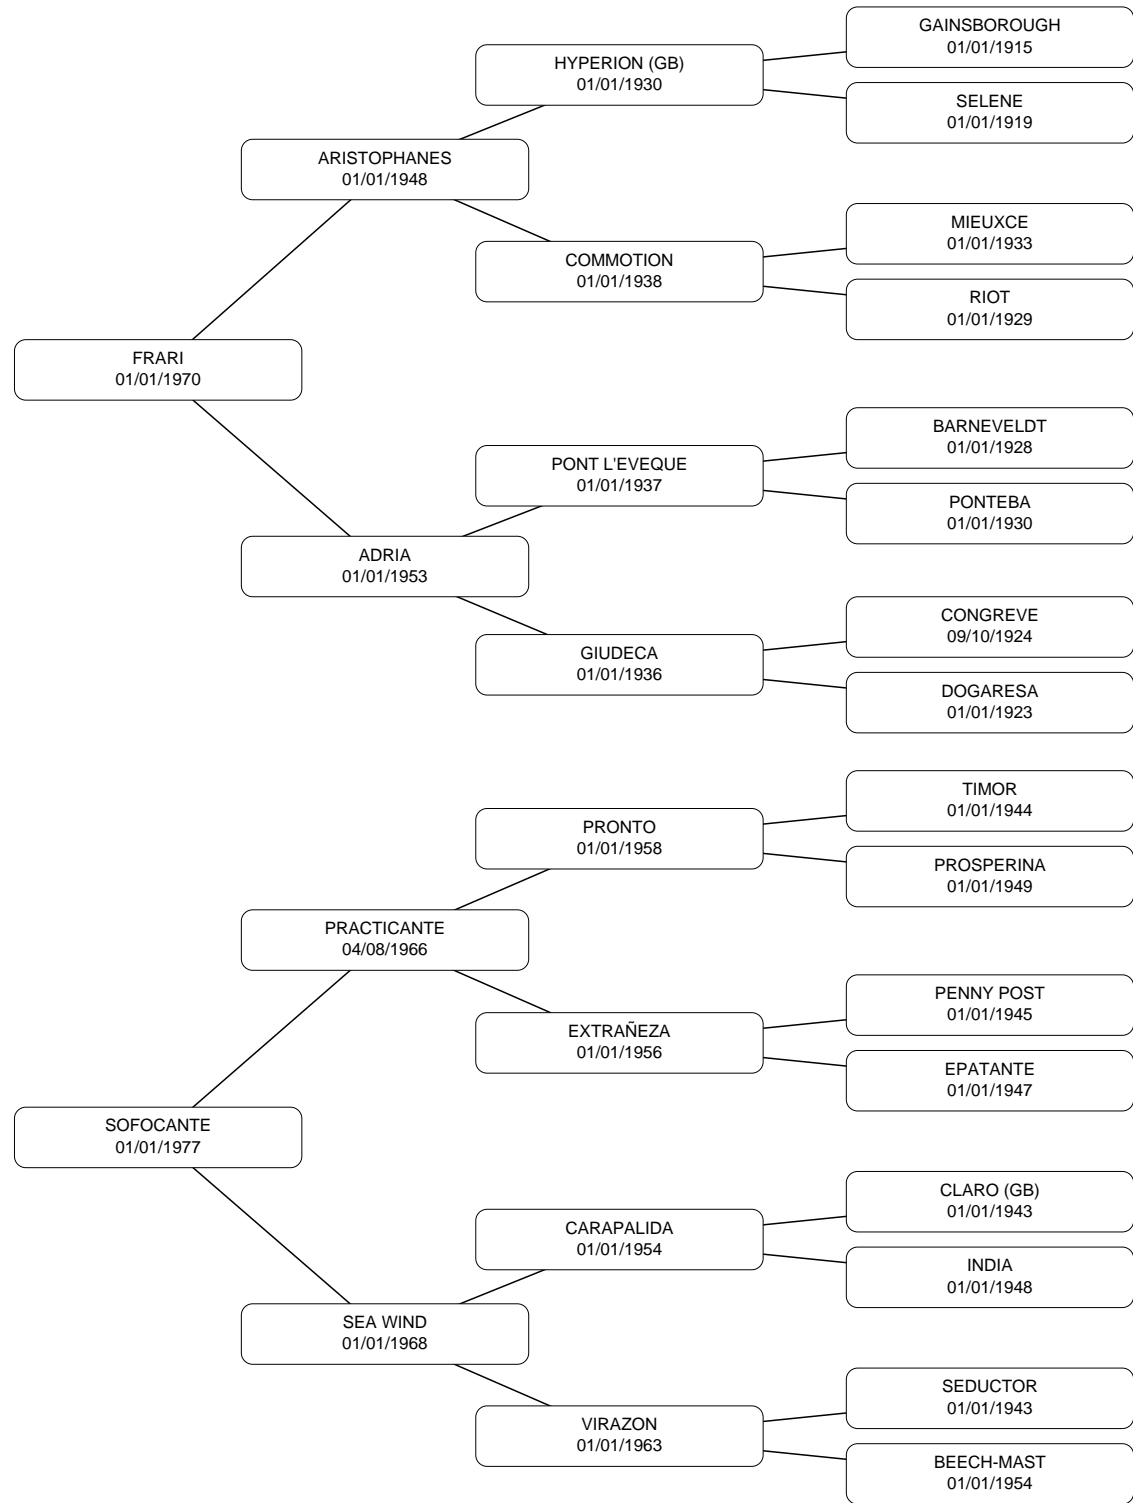 GAINSBOROUGH
01/01/1915
HYPERION (GB)
01/01/1930
SELENE
01/01/1919
ARISTOPHANES
01/01/1948
MIEUXCE
01/01/1933
COMMOTION
01/01/1938
RIOT
01/01/1929
FRARI
01/01/1970
BARNEVELDT
01/01/1928
PONT L'EVEQUE
01/01/1937
PONTEBA
01/01/1930
ADRIA
01/01/1953
CONGREVE
09/10/1924
GIUDECA
01/01/1936
DOGARESA
01/01/1923
TIMOR
01/01/1944
PRONTO
01/01/1958
PROSPERINA
01/01/1949
PRACTICANTE
04/08/1966
PENNY POST
01/01/1945
EXTRAÑEZA
01/01/1956
EPATANTE
01/01/1947
SOFOCANTE
01/01/1977
CLARO (GB)
01/01/1943
CARAPALIDA
01/01/1954
INDIA
01/01/1948
SEA WIND
01/01/1968
SEDUCTOR
01/01/1943
VIRAZON
01/01/1963
BEECH-MAST
01/01/1954